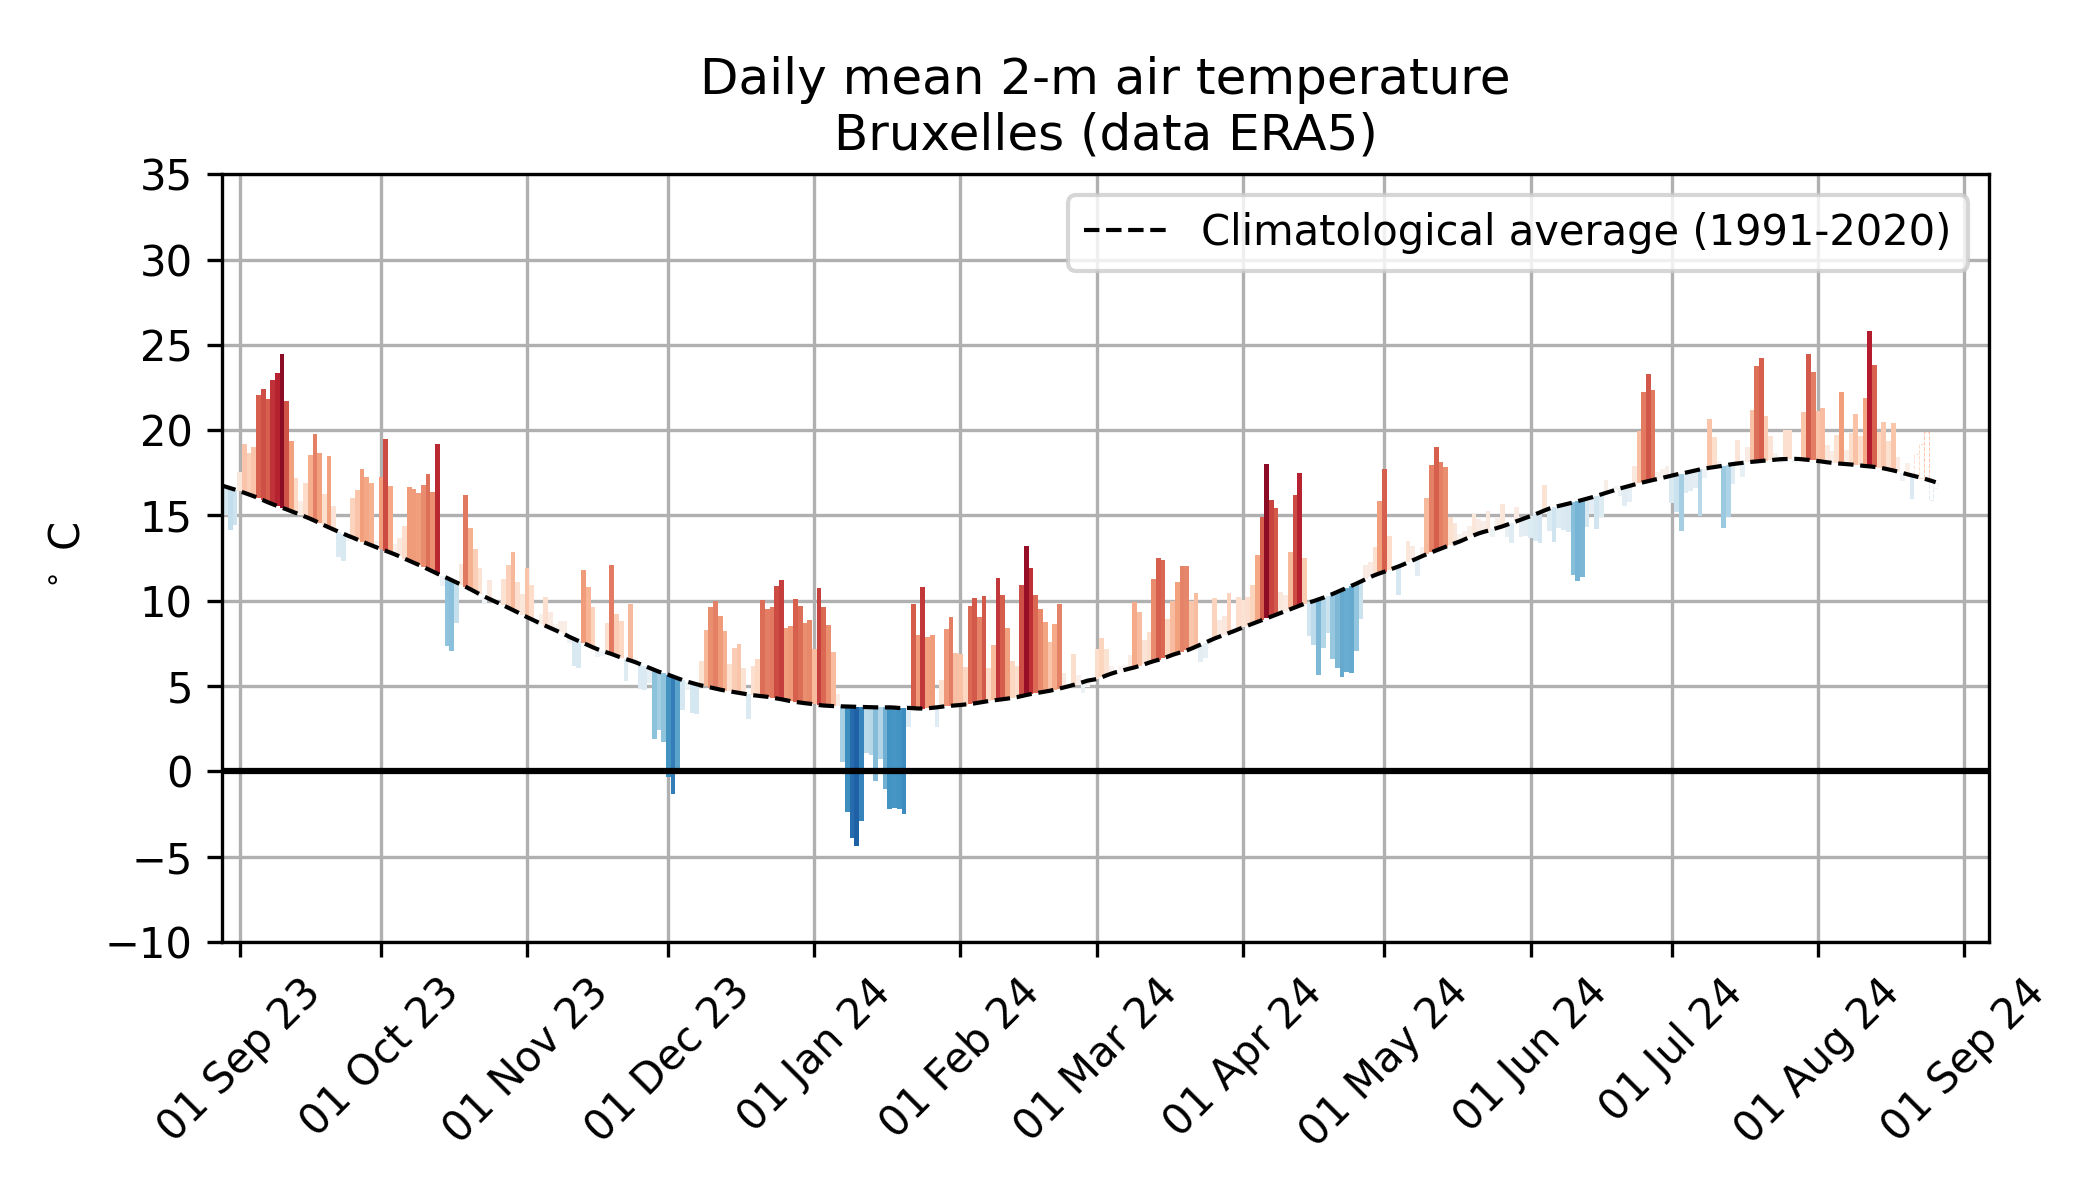 Daily mean 2-m air temperature
Bruxelles (data ERA5)
Climatological average (1991-2020)
° C
35
30
25
20
15
10
5
0
−5
−10
01 Sep 23
01 Oct 23
01 Nov 23
01 Dec 23
01 Jan 24
01 Feb 24
01 Mar 24
01 Apr 24
01 May 24
01 Jun 24
01 Jul 24
01 Aug 24
01 Sep 24